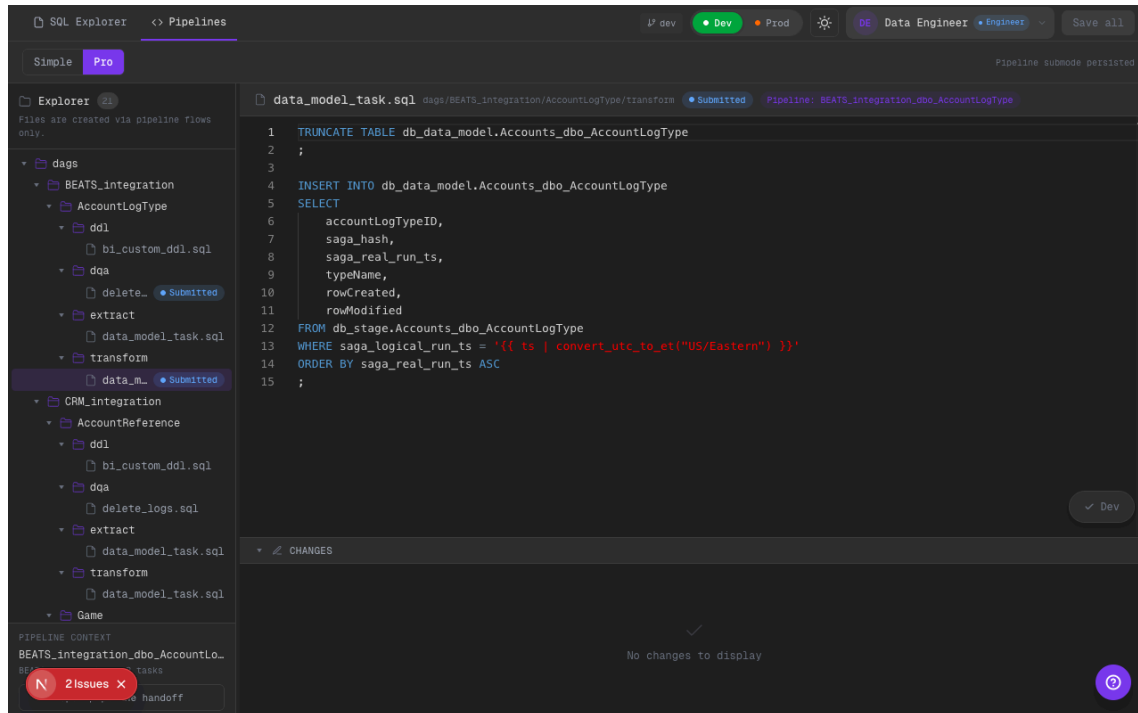 SQL Explorer
<> Pipelines
dev
Dev
Prod
DE
Data Engineer
Engineer
Save all
Simple
Pro
Pipeline submode persisted
Explorer 21
Files are created via pipeline flows
only.
dags
BEATS_integration
AccountLogType
ddl
bi_custom_ddl.sql
dqa
delete… Submitted
extract
data_model_task.sql
transform
data_m… Submitted
CRM_integration
AccountReference
ddl
bi_custom_ddl.sql
dqa
delete_logs.sql
extract
data_model_task.sql
transform
data_model_task.sql
Game
PIPELINE CONTEXT
BEATS_integration_dbo_AccountLo…
tasks
handoff
N 2 Issues
data_model_task.sql dags/BEATS_integration/AccountLogType/transform Submitted Pipeline: BEATS_integration_dbo_AccountLogType
1 TRUNCATE TABLE db_data_model.Accounts_dbo_AccountLogType
2 ;
3
4 INSERT INTO db_data_model.Accounts_dbo_AccountLogType
5 SELECT
6 accountLogTypeID,
7 saga_hash,
8 saga_real_run_ts,
9 typeName,
10 rowCreated,
11 rowModified
12 FROM db_stage.Accounts_dbo_AccountLogType
13 WHERE saga_logical_run_ts = '{{ ts | convert_utc_to_et("US/Eastern") }}'
14 ORDER BY saga_real_run_ts ASC
15 ;
Dev
CHANGES
No changes to display